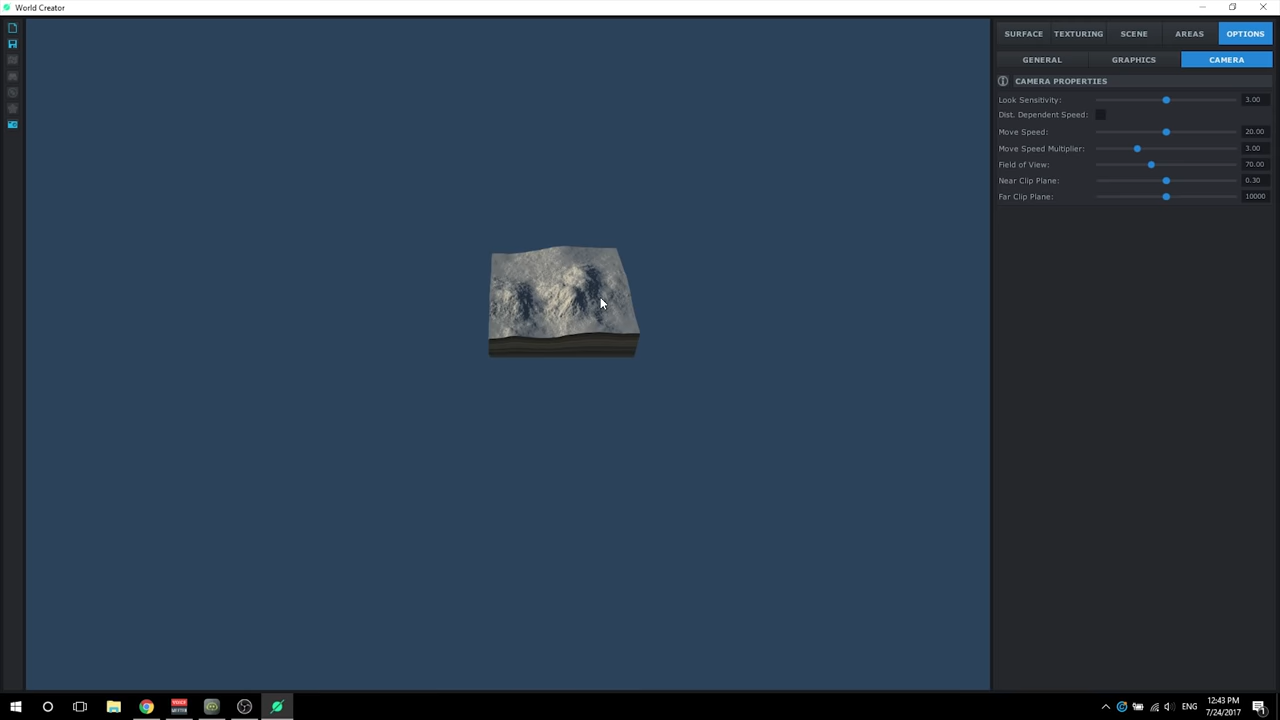 World Creator
SURFACE TEXTURING SCENE AREAS OPTIONS
GENERAL GRAPHICS CAMERA
CAMERA PROPERTIES
Look Sensitivity: 3.00
Dist. Dependent Speed:
Move Speed: 20.00
Move Speed Multiplier: 3.00
Field of View: 70.00
Near Clip Plane: 0.30
Far Clip Plane: 10000
ENG
12:43 PM
7/24/2017